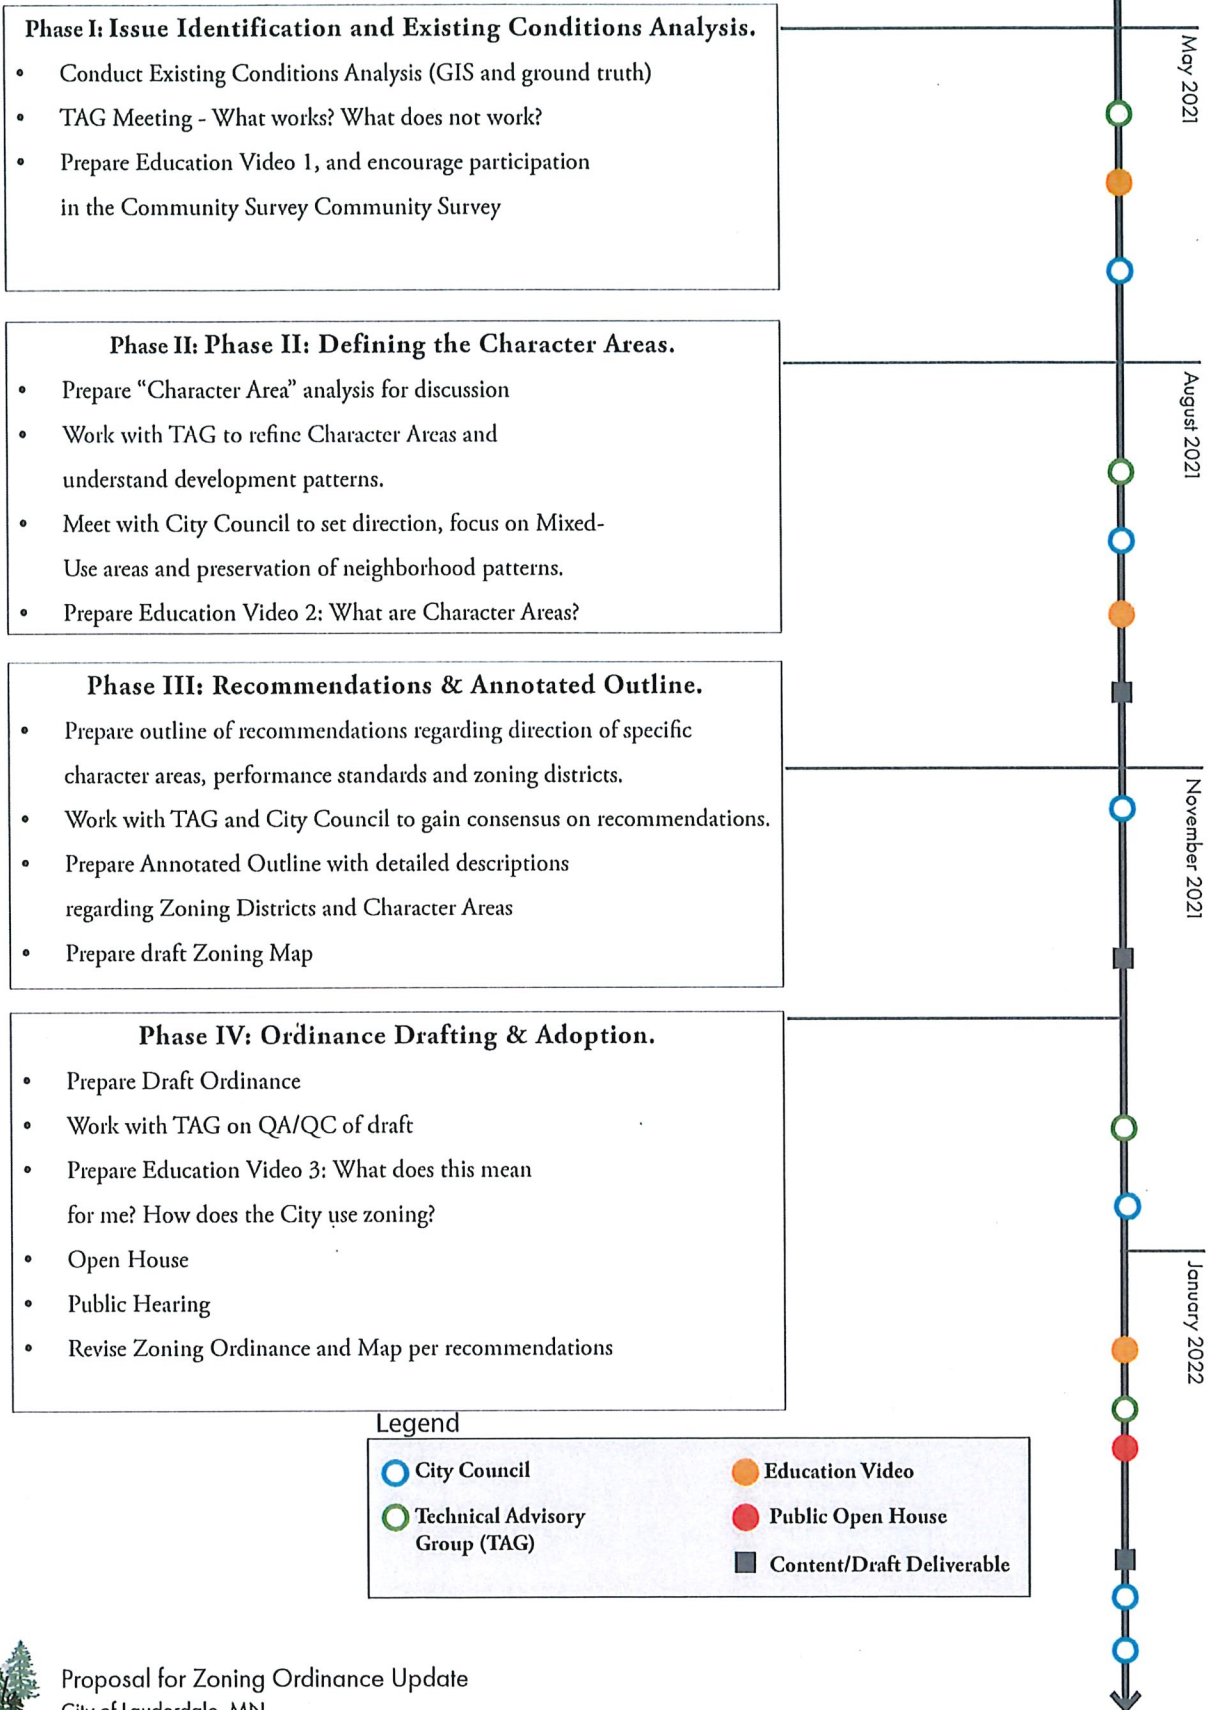 Phase I: Issue Identification and Existing Conditions Analysis.
• Conduct Existing Conditions Analysis (GIS and ground truth)
• TAG Meeting - What works? What does not work?
• Prepare Education Video 1, and encourage participation
in the Community Survey Community Survey
May 2021
Phase II: Phase II: Defining the Character Areas.
• Prepare “Character Area” analysis for discussion
• Work with TAG to refine Character Areas and
understand development patterns.
• Meet with City Council to set direction, focus on Mixed-
Use areas and preservation of neighborhood patterns.
• Prepare Education Video 2: What are Character Areas?
August 2021
Phase III: Recommendations & Annotated Outline.
• Prepare outline of recommendations regarding direction of specific
character areas, performance standards and zoning districts.
• Work with TAG and City Council to gain consensus on recommendations.
• Prepare Annotated Outline with detailed descriptions
regarding Zoning Districts and Character Areas
• Prepare draft Zoning Map
November 2021
Phase IV: Ordinance Drafting & Adoption.
• Prepare Draft Ordinance
• Work with TAG on QA/QC of draft
• Prepare Education Video 3: What does this mean
for me? How does the City use zoning?
• Open House
• Public Hearing
• Revise Zoning Ordinance and Map per recommendations
January 2022
Legend
City Council
Technical Advisory
Group (TAG)
Education Video
Public Open House
Content/Draft Deliverable
Proposal for Zoning Ordinance Update
City of Lauderdale, MN